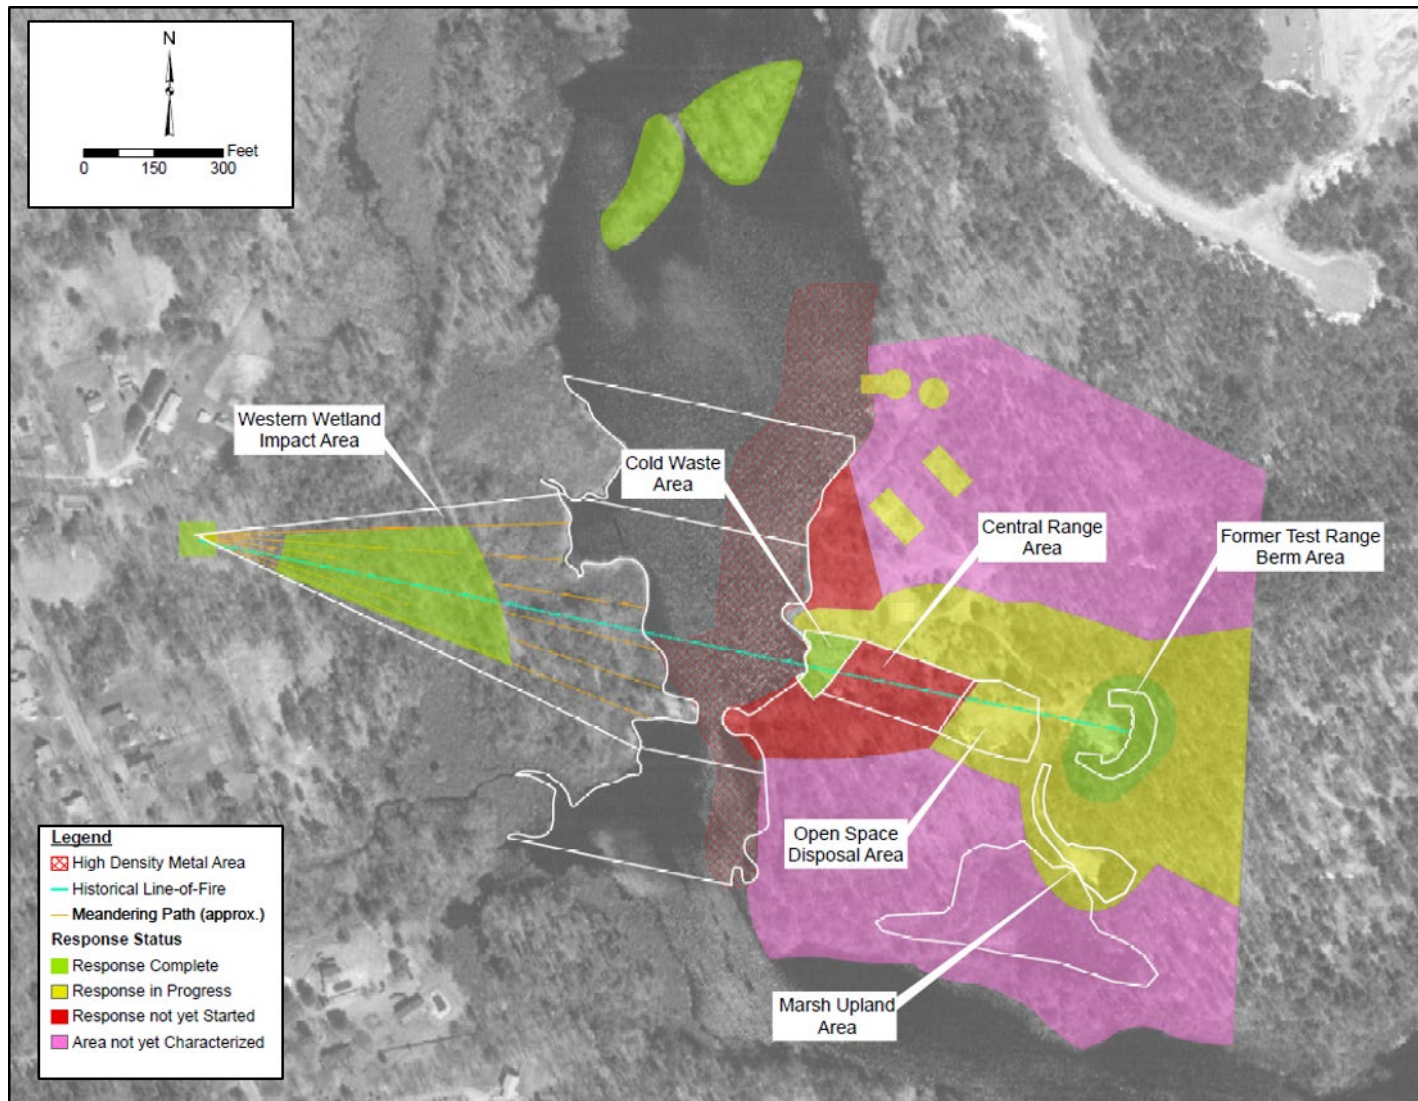 N
Feet
0 150 300
Western Wetland
Impact Area
Cold Waste
Area
Central Range
Area
Former Test Range
Berm Area
Open Space
Disposal Area
Marsh Upland
Area
Legend
High Density Metal Area
Historical Line-of-Fire
Meandering Path (approx.)
Response Status
Response Complete
Response in Progress
Response not yet Started
Area not yet Characterized